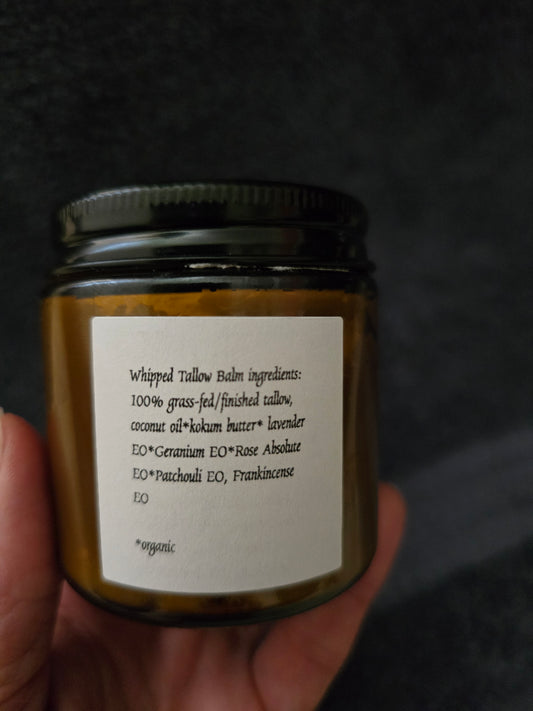 Whipped Tallow Balm ingredients:
100% grass-fed/finished tallow,
coconut oil*kokum butter* lavender
EO*Geranium EO*Rose Absolute
EO*Patchouli EO, Frankincense
EO
*organic